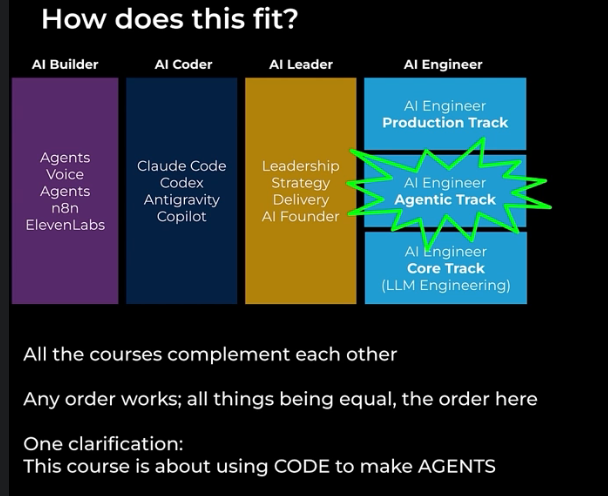 How does this fit?
AI Builder
AI Coder
AI Leader
AI Engineer
Agents
Voice
Agents
n8n
ElevenLabs
Claude Code
Codex
Antigravity
Copilot
Leadership
Strategy
Delivery
AI Founder
AI Engineer
Production Track
AI Engineer
Agentic Track
AI Engineer
Core Track
(LLM Engineering)
All the courses complement each other
Any order works; all things being equal, the order here
One clarification:
This course is about using CODE to make AGENTS